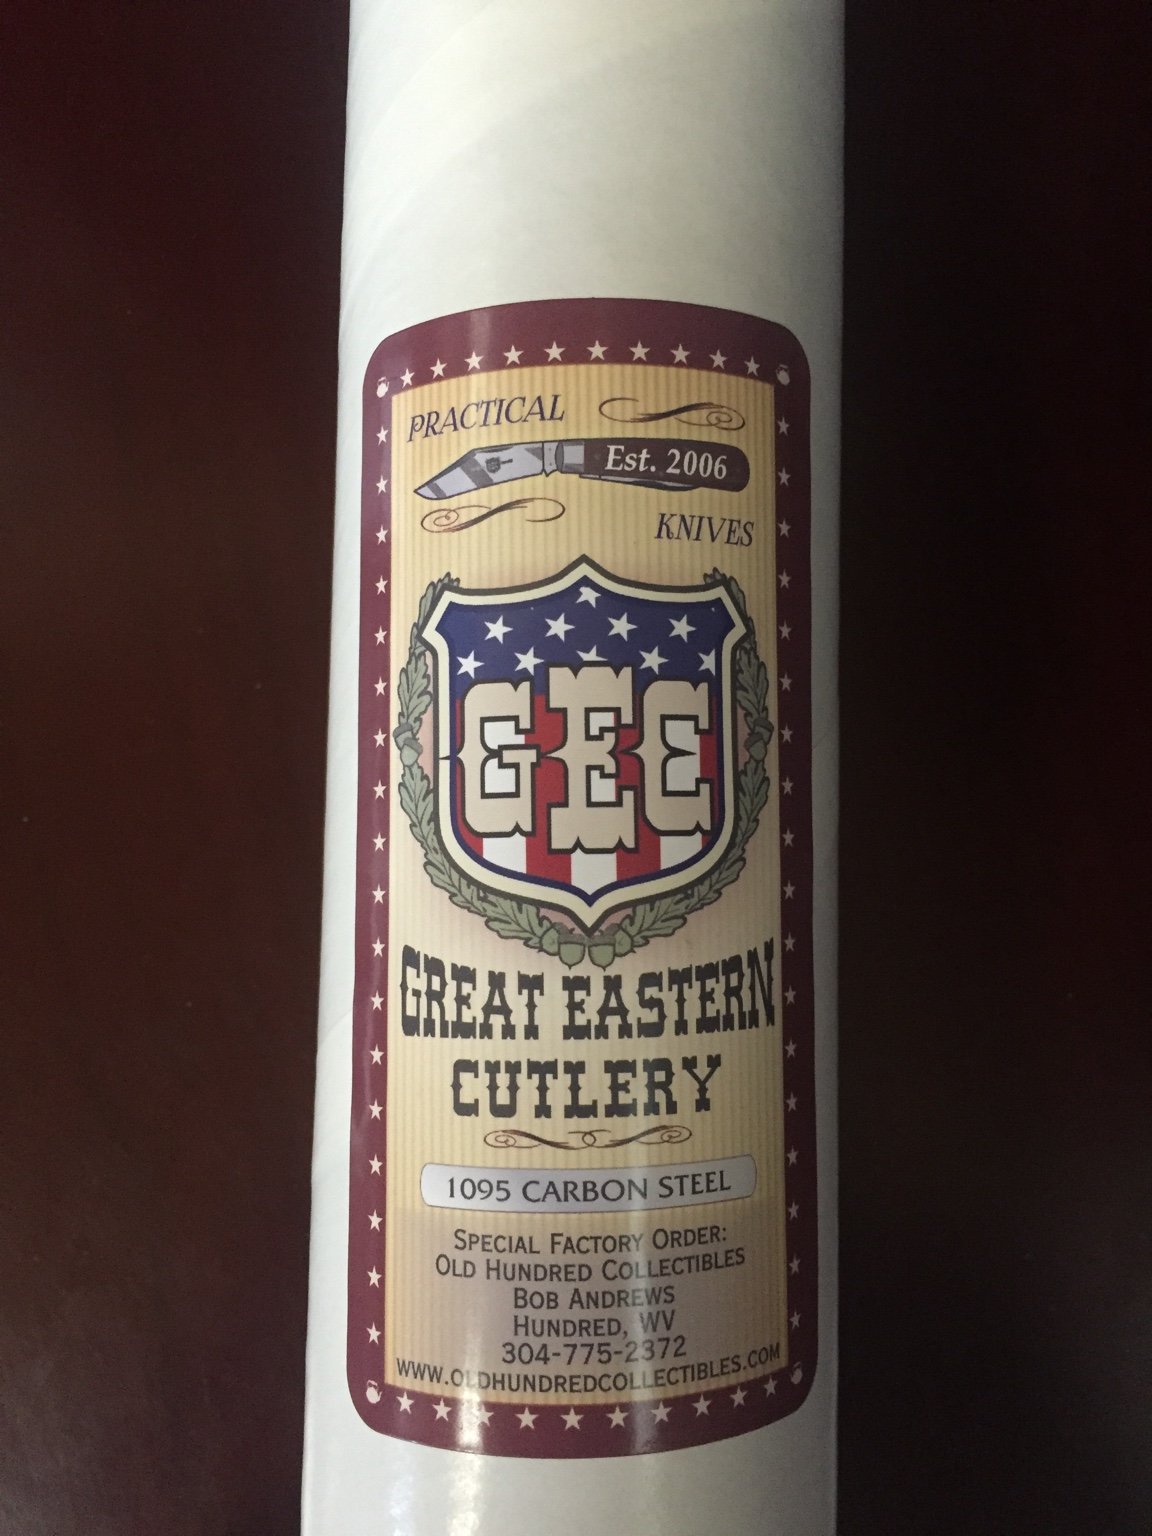 PRACTICAL
Est. 2006
KNIVES
GEC
GREAT EASTERN
CUTLERY
1095 CARBON STEEL
SPECIAL FACTORY ORDER:
OLD HUNDRED COLLECTIBLES
BOB ANDREWS
HUNDRED, WV
304-775-2372
WWW.OLDHUNDREDCOLLECTIBLES.COM